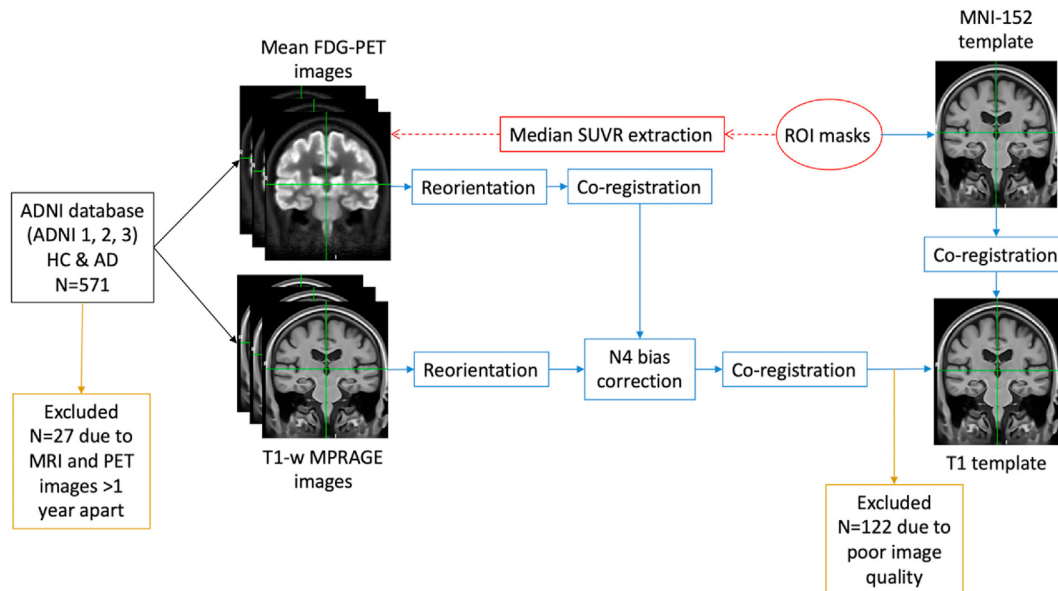 Mean FDG-PET
images
MNI-152
template
Median SUVR extraction
ROI masks
Reorientation
Co-registration
ADNI database
(ADNI 1, 2, 3)
HC & AD
N=571
Co-registration
Reorientation
N4 bias
correction
Co-registration
Excluded
N=27 due to
MRI and PET
images >1
year apart
T1-w MPRAGE
images
T1 template
Excluded
N=122 due to
poor image
quality